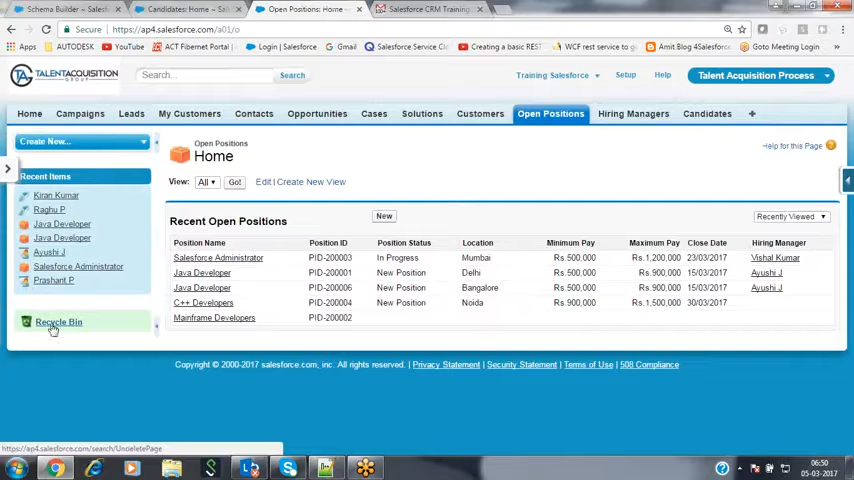 Schema Builder ~ Salesf
Candidates: Home ~ Sal
Open Positions: Home ~
Salesforce CRM Training
Secure https://ap4.salesforce.com/a01/o
Apps AUTODESK YouTube ACT Fibernet Portal Login | Salesforce Salesforce Service Cl Creating a basic REST WCF rest service to ge Amit Blog 4Salesforce Goto Meeting Login
TALENTACQUISITION
GROUP
Search... Search Training Salesforce Setup Help Talent Acquisition Process
Home Campaigns Leads My Customers Contacts Opportunities Cases Solutions Customers Open Positions Hiring Managers Candidates +
Create New...
Recent Items
Kiran Kumar
Raghu P
Java Developer
Java Developer
Ayushi J
Salesforce Administrator
Prashant P
Recycle Bin
Open Positions
Home
Help for this Page
View: All Go! Edit | Create New View
Recent Open Positions New Recently Viewed
Position Name Position ID Position Status Location Minimum Pay Maximum Pay Close Date Hiring Manager
Salesforce Administrator PID-200003 In Progress Mumbai Rs.500,000 Rs.1,200,000 23/03/2017 Vishal Kumar
Java Developer PID-200001 New Position Delhi Rs.500,000 Rs.900,000 15/03/2017 Ayushi J
Java Developer PID-200006 New Position Bangalore Rs.500,000 Rs.900,000 15/03/2017 Ayushi J
C++ Developers PID-200004 New Position Noida Rs.900,000 Rs.1,500,000 30/03/2017
Mainframe Developers PID-200002
Copyright © 2000-2017 salesforce.com, inc. All rights reserved. | Privacy Statement | Security Statement | Terms of Use | 508 Compliance
https://ap4.salesforce.com/search/UndeletePage
06:50
05-03-2017